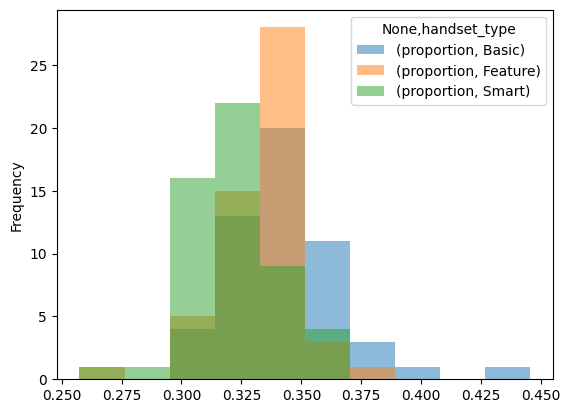 None,handset_type
(proportion, Basic)
(proportion, Feature)
(proportion, Smart)
Frequency
25
20
15
10
5
0
0.250 0.275 0.300 0.325 0.350 0.375 0.400 0.425 0.450